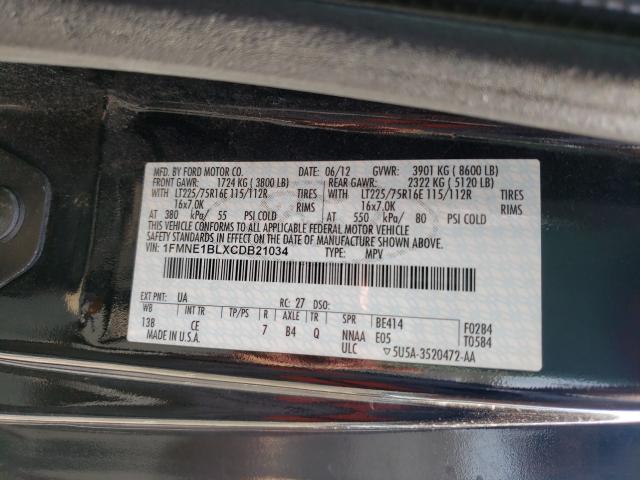 MFD. BY FORD MOTOR CO. 06/12 GVWR: 3901 KG ( 8600 LB)
FRONT GAWR: 1724 KG ( 3800 LB) REAR GAWR: 2322 KG ( 5120 LB)
WITH LT225/75R16E 115/112R TIRES WITH LT225/75R16E 115/112R TIRES
16x7.0K RIMS 16x7.0K RIMS
AT 380 kPa/ 55 PSI COLD AT 550 kPa/ 80 PSI COLD
THIS VEHICLE CONFORMS TO ALL APPLICABLE FEDERAL MOTOR VEHICLE
SAFETY STANDARDS IN EFFECT ON THE DATE OF MANUFACTURE SHOWN ABOVE.
VIN: 1FMNE1BLXCDB21034 TYPE: MPV
EXT PNT: UA RC: 27 DSO:
WB INT TR TP/PS R AXLE TR SPR BE414 F0284
138 CE 7 B4 Q NNAA E05 T0584
MADE IN U.S.A. ULC ▽5U5A-3520472-AA